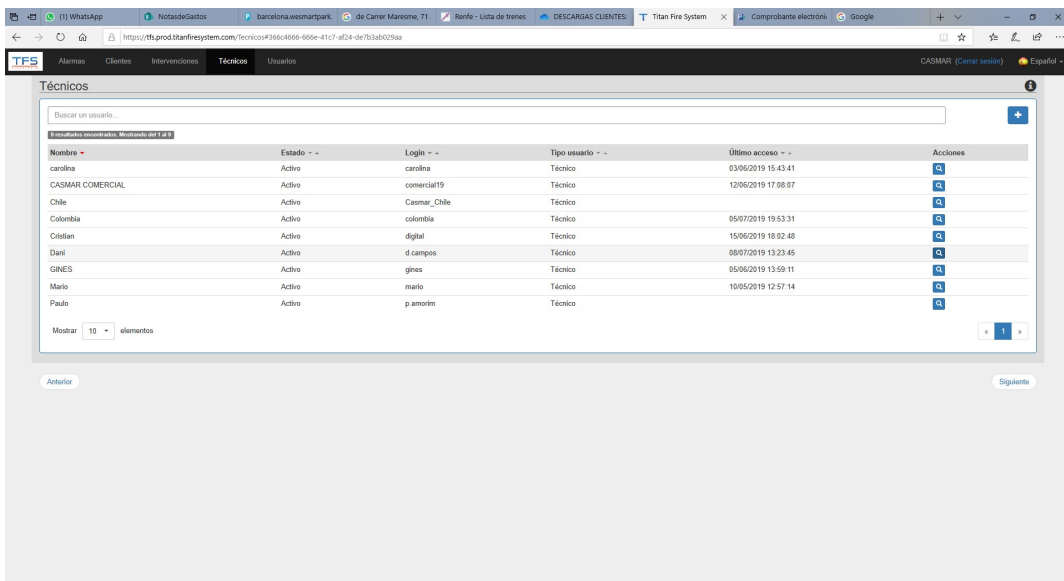 (1) WhatsApp NotasdeGastos barcelona.wesmartpark. de Carrer Maresme, 71 Renfe - Lista de trenes DESCARGAS CLIENTES: Titan Fire System Comprobante electróni Google
https://tfs.prod.titanfiresystem.com/Tecnicos#366c4666-666e-41c7-af24-de7b3ab029aa
TFS Alarmas Clientes Intervenciones Técnicos Usuarios CASMAR (Cerrar sesión) Español
Técnicos
Buscar un usuario...
9 resultados encontrados. Mostrando del 1 al 9
Nombre Estado Login Tipo usuario Último acceso Acciones
carolina Activo carolina Técnico 03/06/2019 15:43:41
CASMAR COMERCIAL Activo comercial19 Técnico 12/06/2019 17:08:07
Chile Activo Casmar_Chile Técnico
Colombia Activo colombia Técnico 05/07/2019 19:53:31
Cristian Activo digital Técnico 15/06/2019 18:02:48
Dani Activo d.campos Técnico 08/07/2019 13:23:45
GINES Activo gines Técnico 05/06/2019 13:59:11
Mario Activo mario Técnico 10/05/2019 12:57:14
Paulo Activo p.amorim Técnico
Mostrar 10 elementos « 1 »
Anterior Siguiente